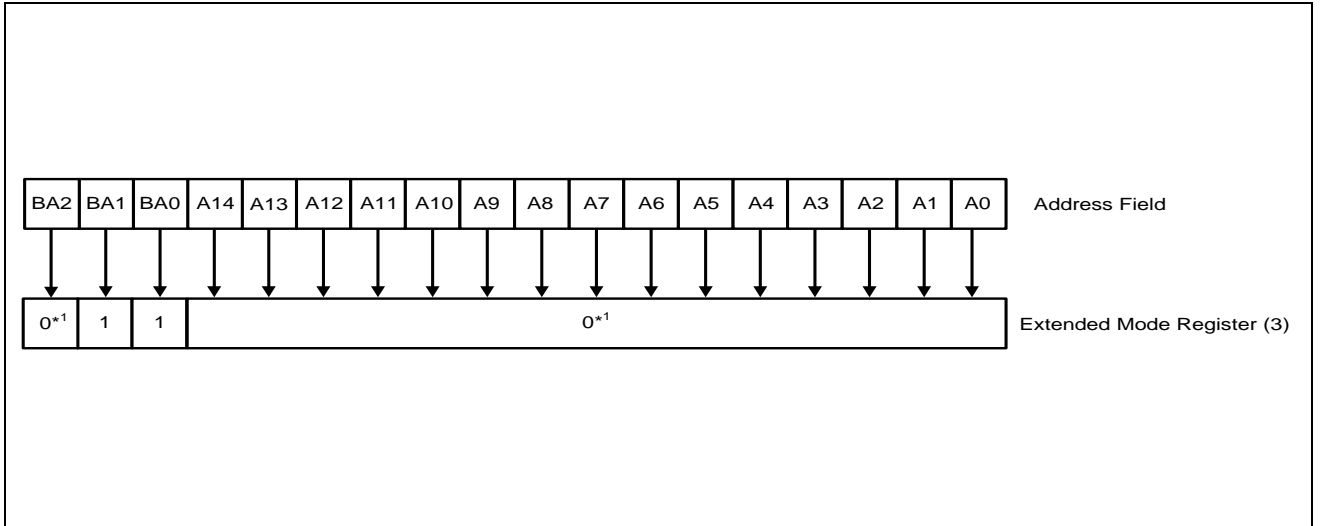 BA2 BA1 BA0 A14 A13 A12 A11 A10 A9 A8 A7 A6 A5 A4 A3 A2 A1 A0 Address Field
0*¹ 1 1 0*¹ Extended Mode Register (3)